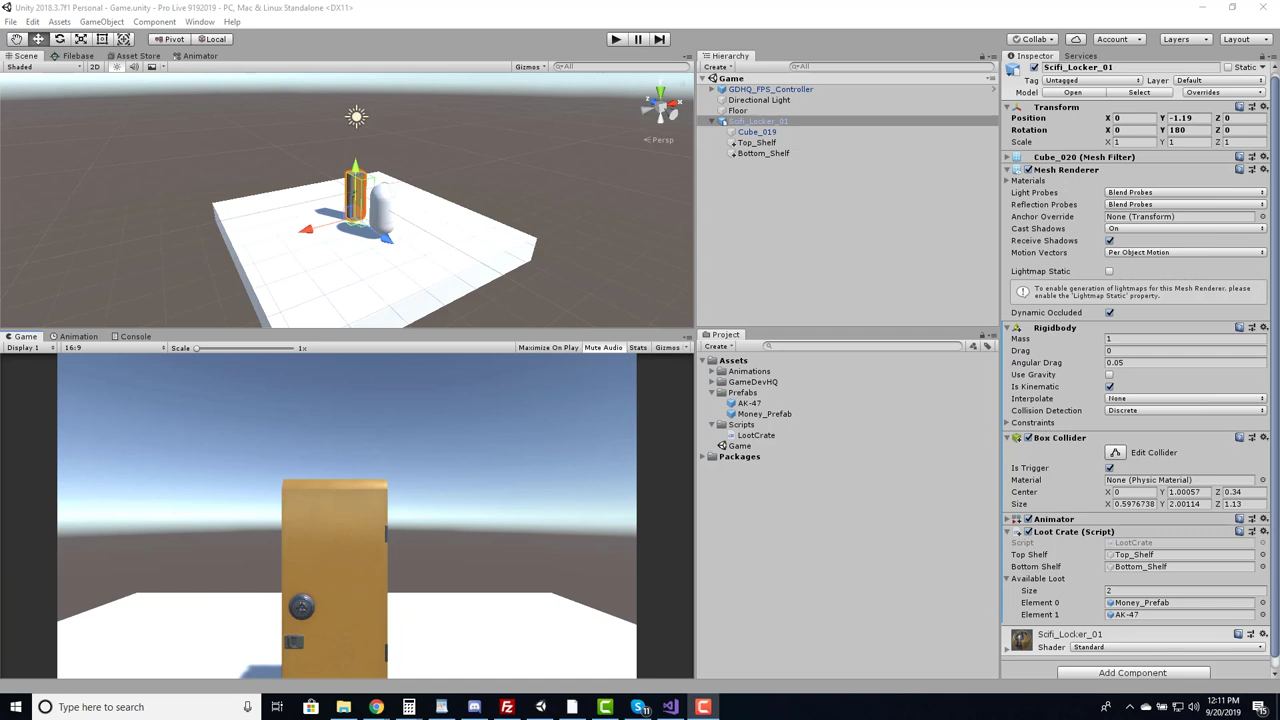 Unity 2018.3.7f1 Personal - Game.unity - Pro Live 9192019 - PC, Mac & Linux Standalone <DX11>
File Edit Assets GameObject Component Window Help
Pivot Local Collab Account Layers Layout
Scene Filebase Asset Store Animator
Shaded 2D Gizmos All
Persp
Game Animation Console
Display 1 16:9 Scale 1x Maximize On Play Mute Audio Stats Gizmos
Hierarchy
Create All
Game
GDHQ_FPS_Controller
Directional Light
Floor
Scifi_Locker_01
Cube_019
Top_Shelf
Bottom_Shelf
Project
Create
Assets
Animations
GameDevHQ
Prefabs
AK-47
Money_Prefab
Scripts
LootCrate
Game
Packages
Inspector Services
Scifi_Locker_01 Static
Tag Untagged Layer Default
Model Open Select Overrides
Transform
Position X 0 Y -1.19 Z 0
Rotation X 0 Y 180 Z 0
Scale X 1 Y 1 Z 1
Cube_020 (Mesh Filter)
Mesh Renderer
Materials
Light Probes Blend Probes
Reflection Probes Blend Probes
Anchor Override None (Transform)
Cast Shadows On
Receive Shadows
Motion Vectors Per Object Motion
Lightmap Static
To enable generation of lightmaps for this Mesh Renderer, please
enable the 'Lightmap Static' property.
Dynamic Occluded
Rigidbody
Mass 1
Drag 0
Angular Drag 0.05
Use Gravity
Is Kinematic
Interpolate None
Collision Detection Discrete
Constraints
Box Collider
Edit Collider
Is Trigger
Material None (Physic Material)
Center X 0 Y 1.00057 Z 0.34
Size X 0.5976738 Y 2.00114 Z 1.13
Animator
Loot Crate (Script)
Script LootCrate
Top Shelf Top_Shelf
Bottom Shelf Bottom_Shelf
Available Loot
Size 2
Element 0 Money_Prefab
Element 1 AK-47
Scifi_Locker_01
Shader Standard
Add Component
Type here to search
12:11 PM
9/20/2019